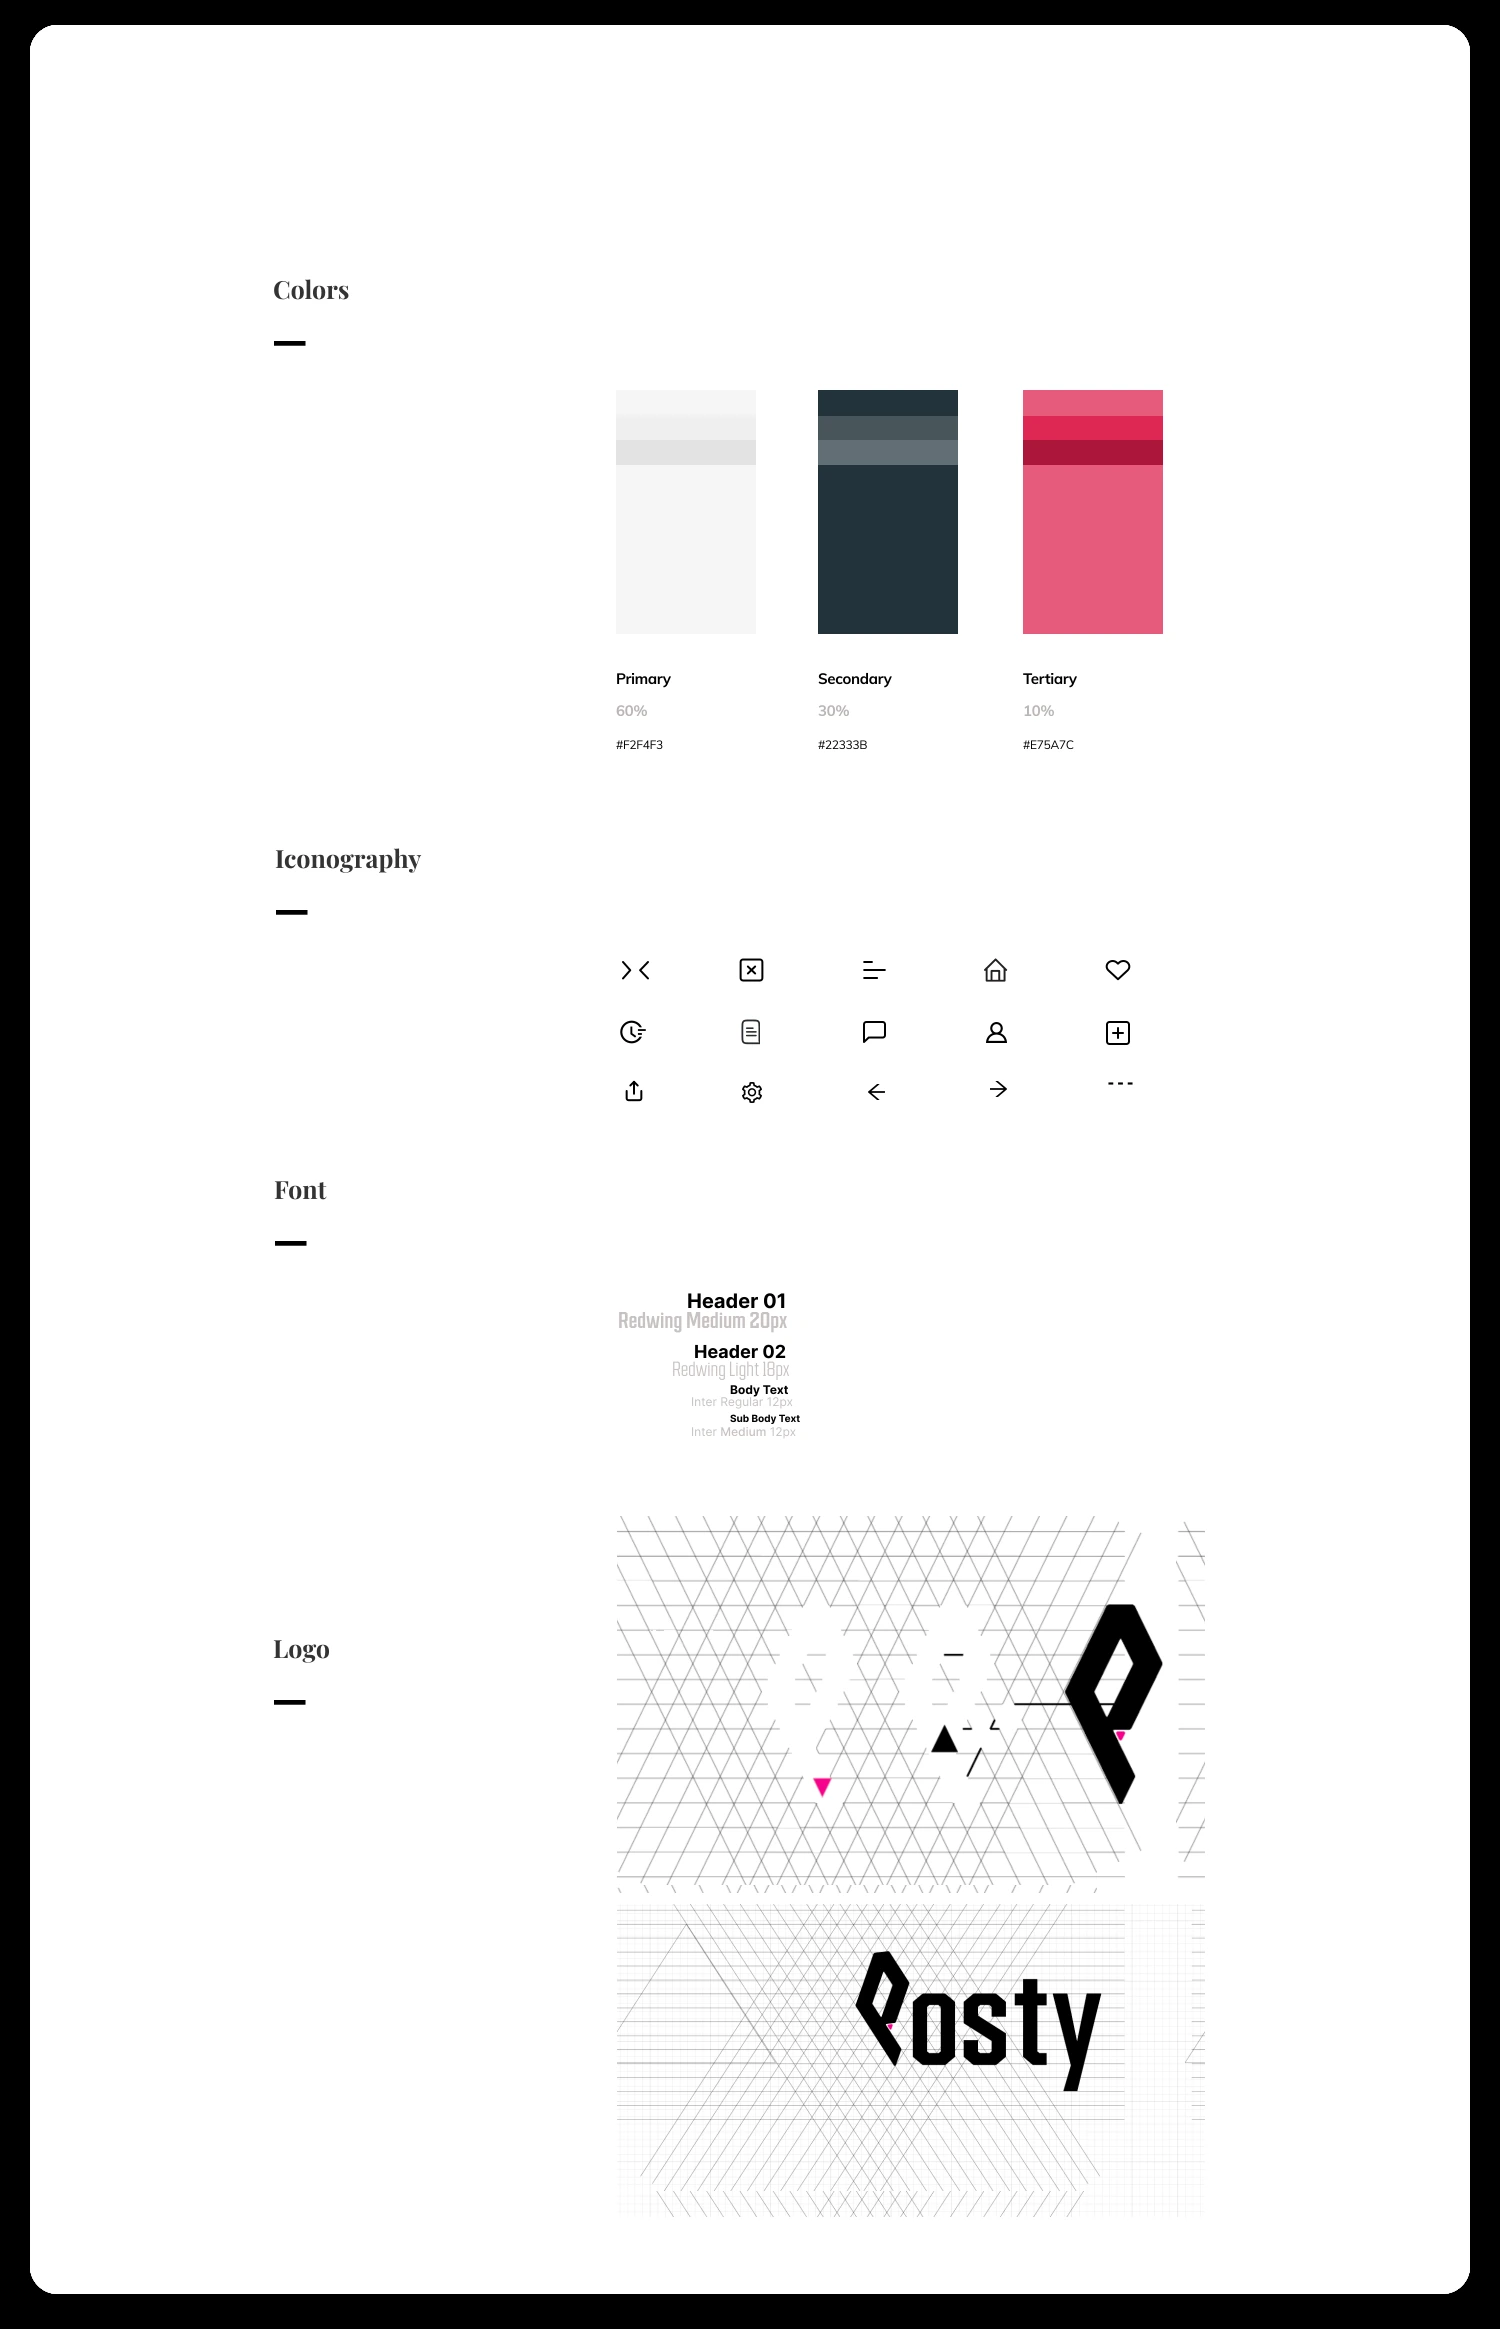 Colors
Primary
Secondary
Tertiary
60%
30%
10%
#F2F4F3
#22333B
#E75A7C
Iconography
Font
Header 01
Redwing Medium 20px
Header 02
Redwing Light 18px
Body Text
Inter Regular 12px
Sub Body Text
Inter Medium 12px
Logo
P
Posty